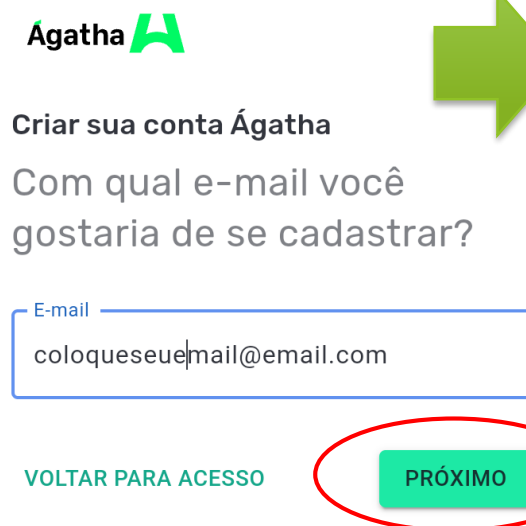 Ágatha
Criar sua conta Ágatha
Com qual e-mail você
gostaria de se cadastrar?
E-mail
coloqueseuemail@email.com
VOLTAR PARA ACESSO
PRÓXIMO